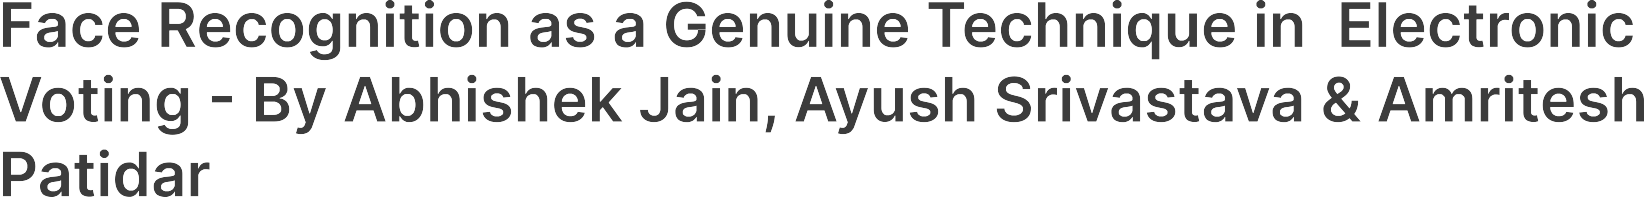 Face Recognition as a Genuine Technique in  Electronic
Voting - By Abhishek Jain, Ayush Srivastava & Amritesh
Patidar